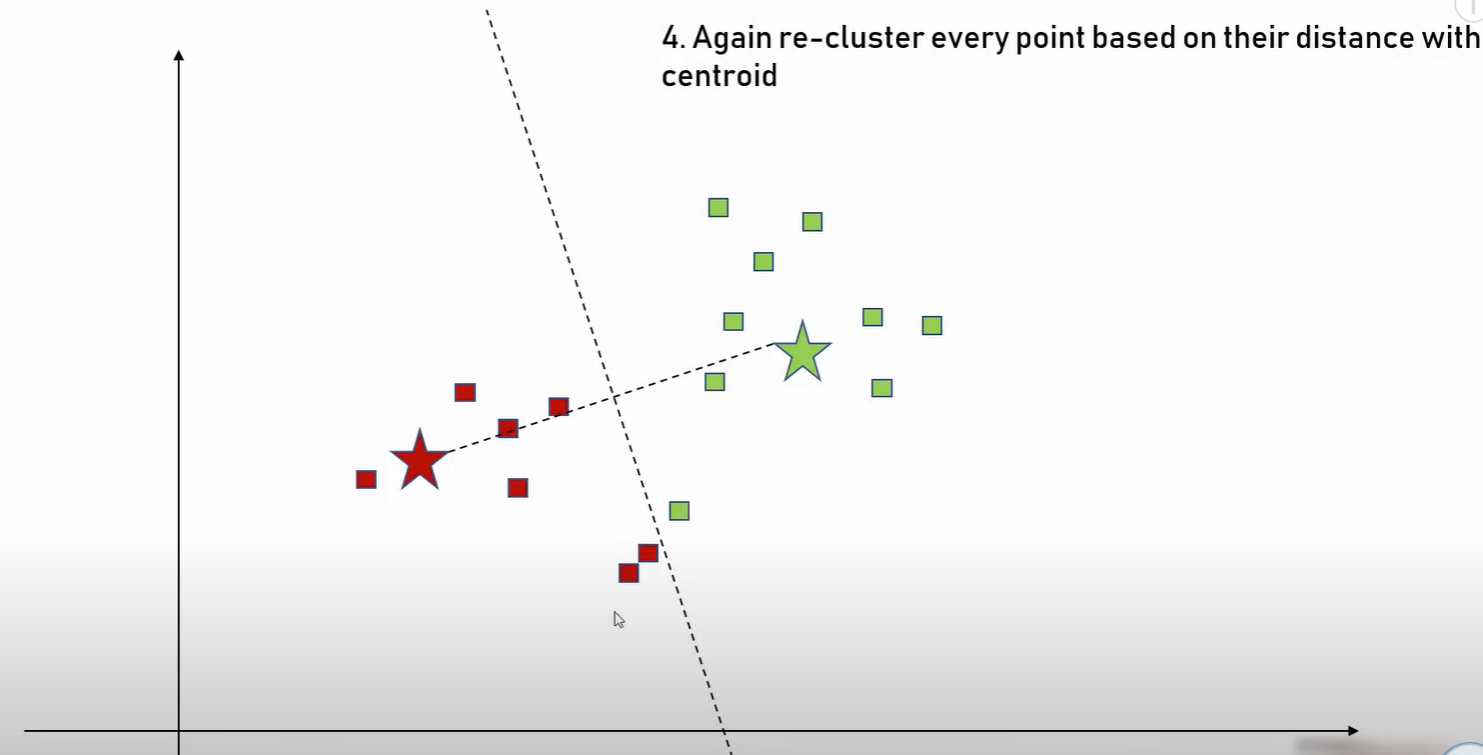 4. Again re-cluster every point based on their distance with
centroid